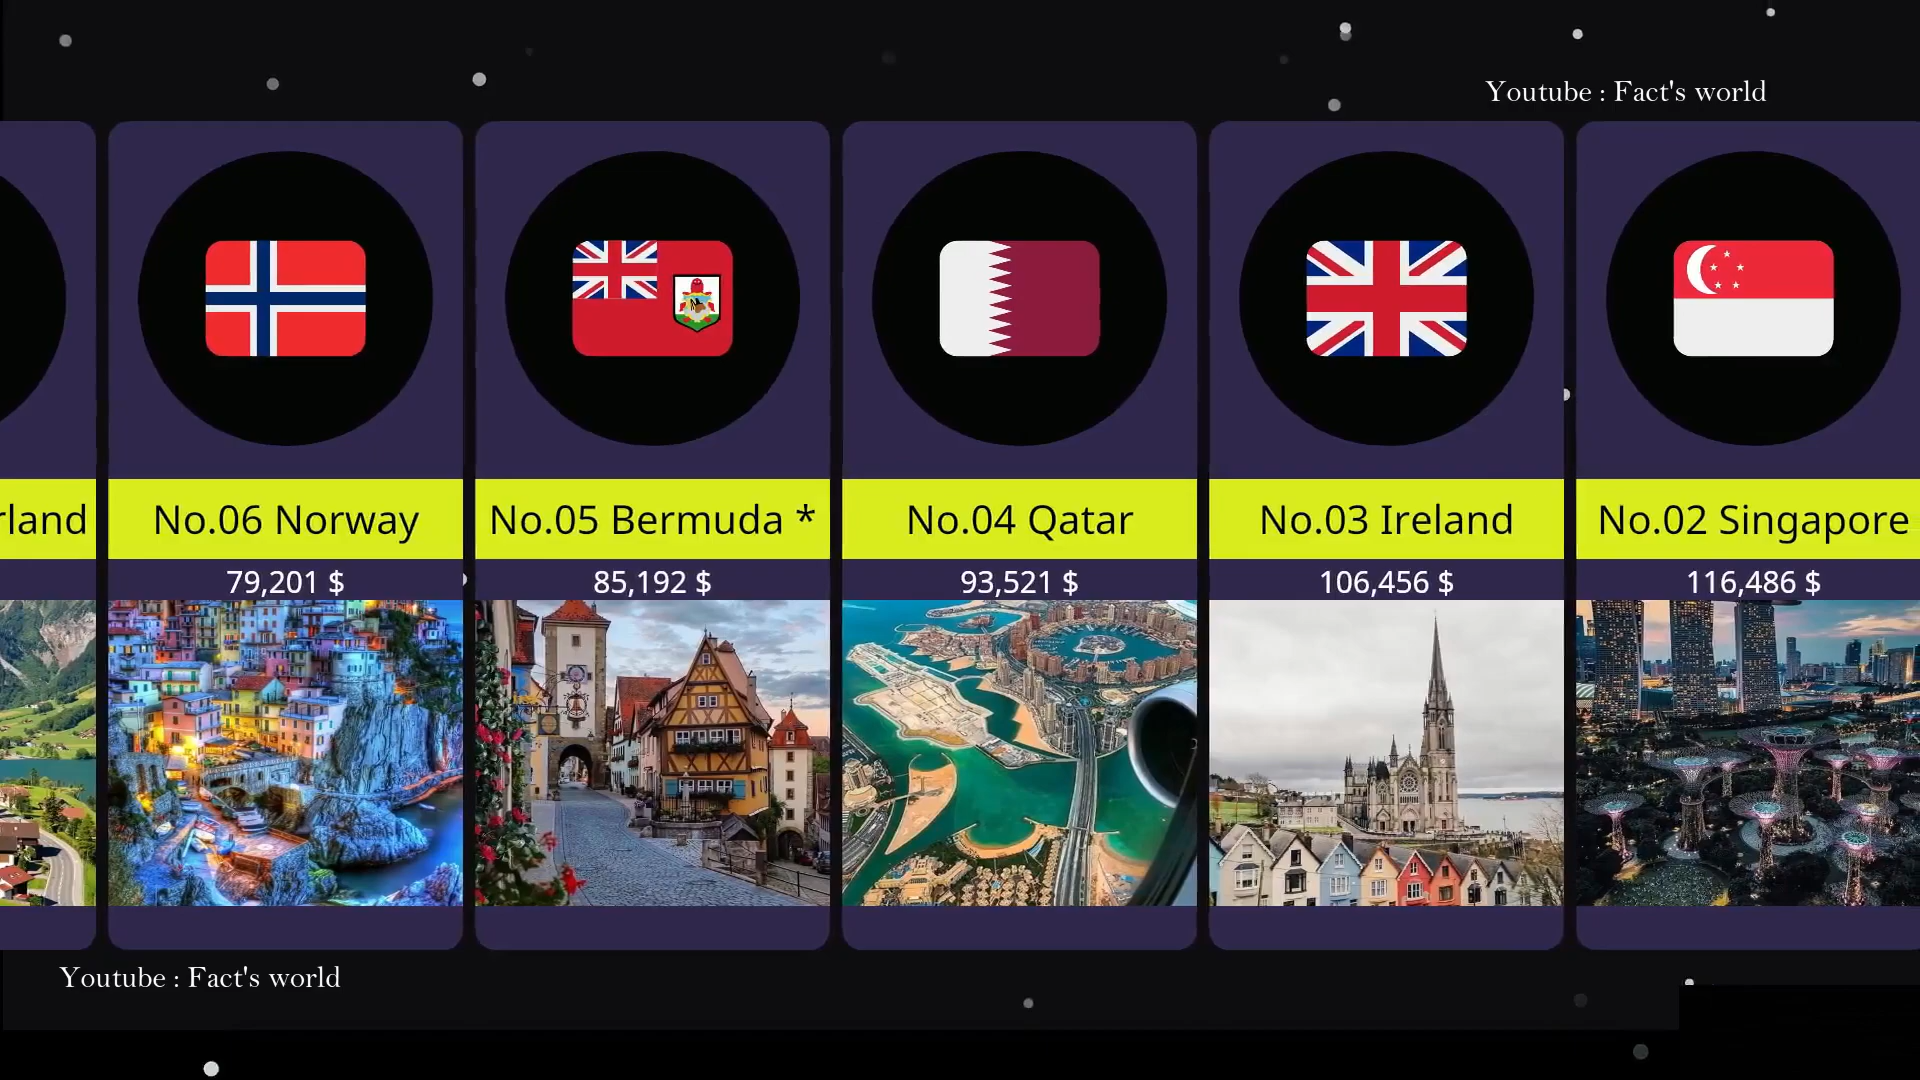 Youtube : Fact's world
rland
No.06 Norway
79,201 $
No.05 Bermuda *
85,192 $
No.04 Qatar
93,521 $
No.03 Ireland
106,456 $
No.02 Singapore
116,486 $
Youtube : Fact's world